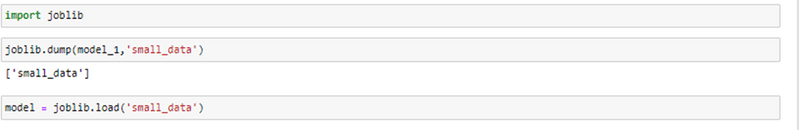 import joblib
joblib.dump(model_1,'small_data')
['small_data']
model = joblib.load('small_data')